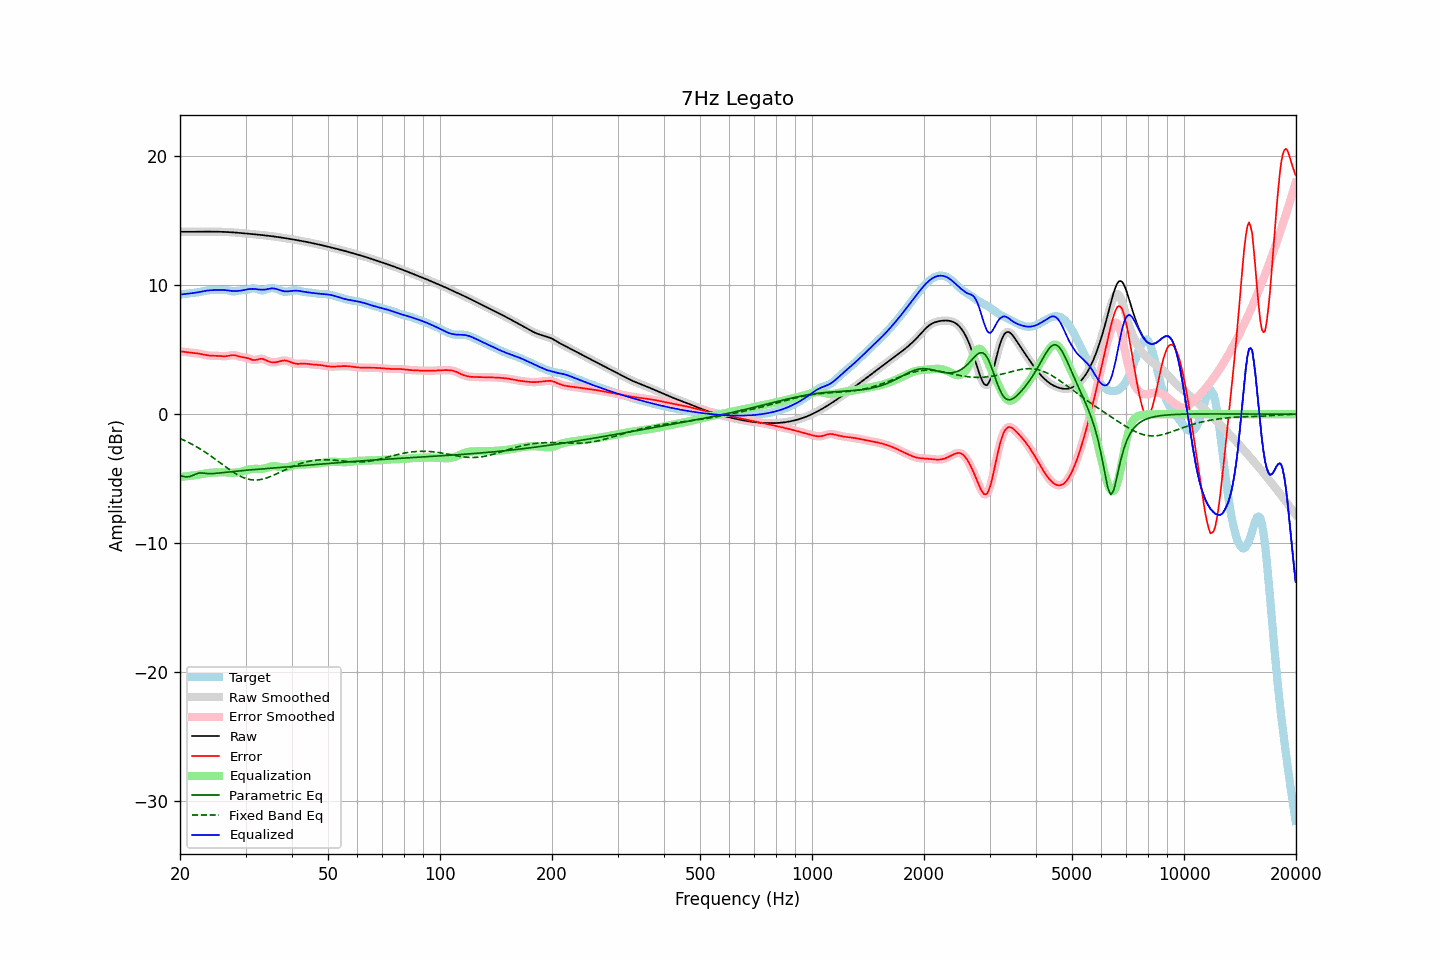 7Hz Legato
20
10
0
−10
−20
−30
Amplitude (dBr)
Target
Raw Smoothed
Error Smoothed
Raw
Error
Equalization
Parametric Eq
Fixed Band Eq
Equalized
20 50 100 200 500 1000 2000 5000 10000 20000
Frequency (Hz)